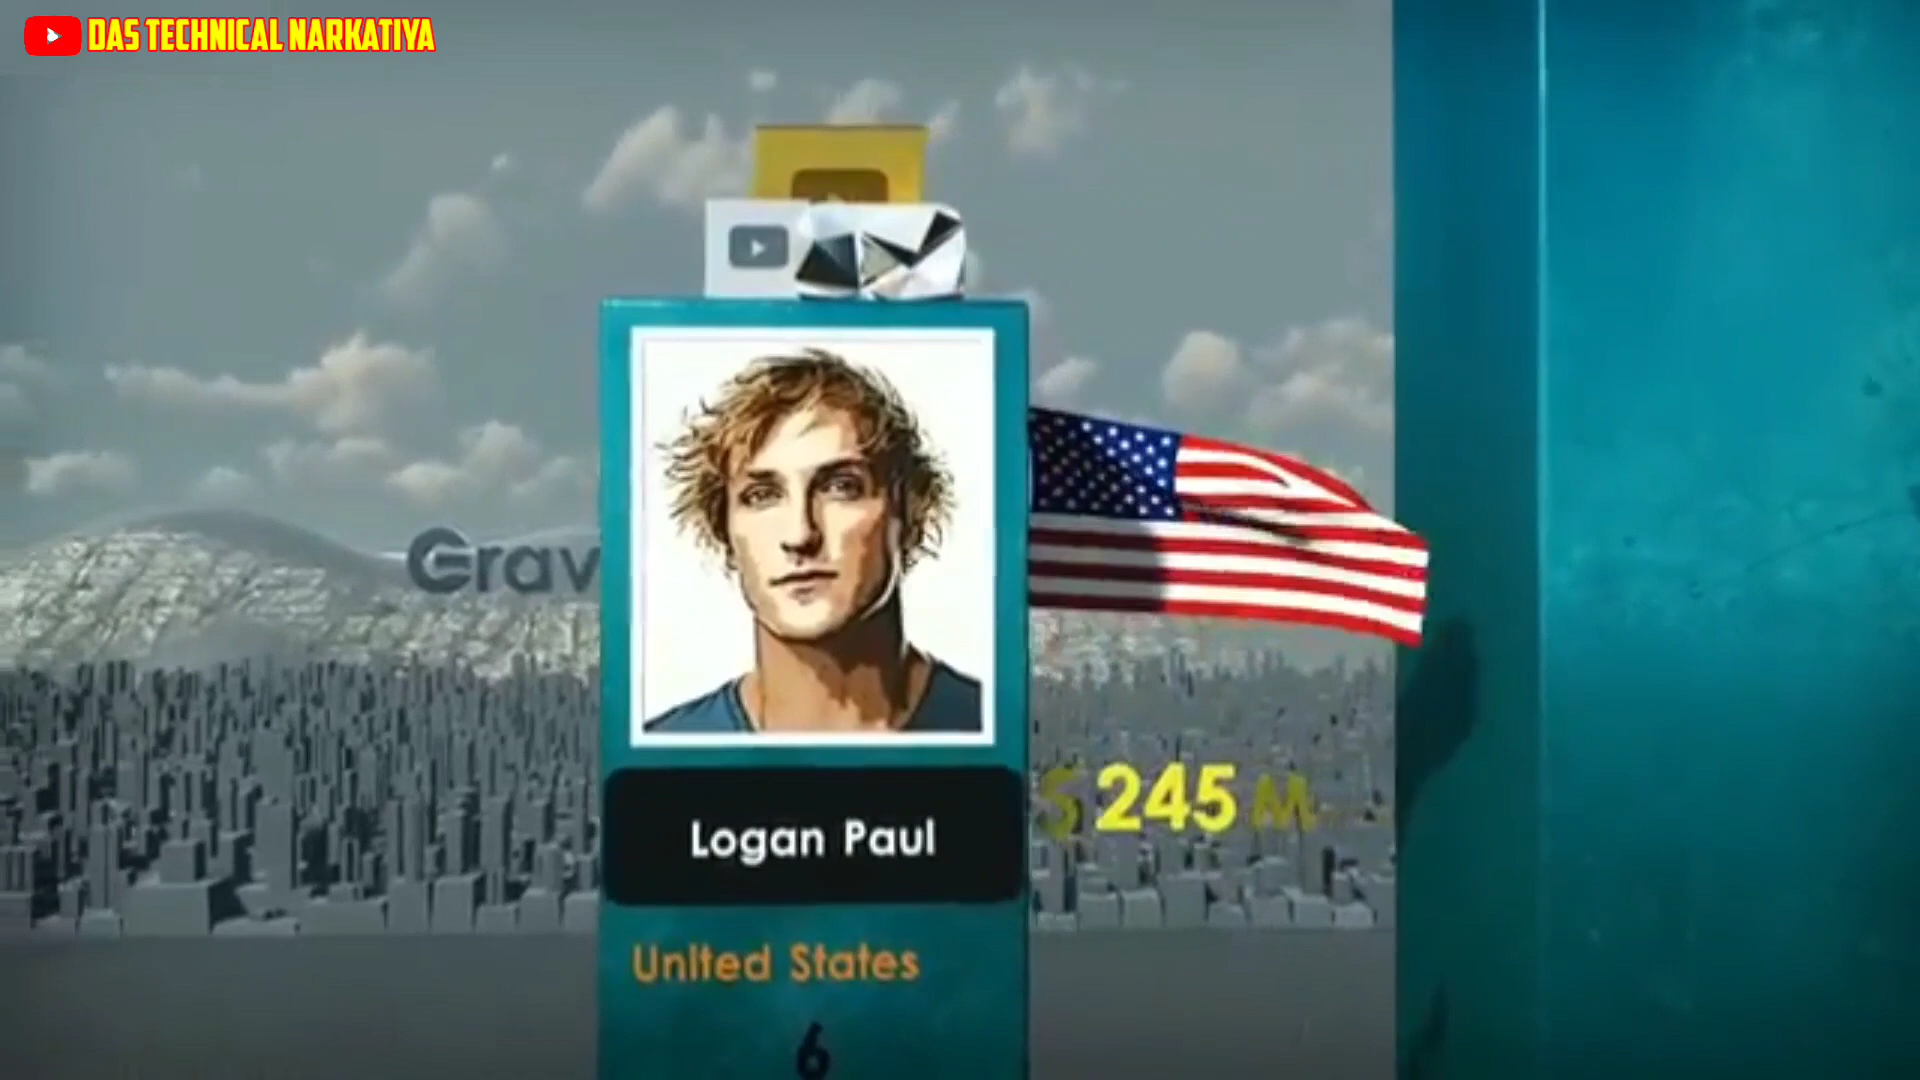 DAS TECHNICAL NARKATIYA
Grav
Logan Paul
$ 245 M
United States
6